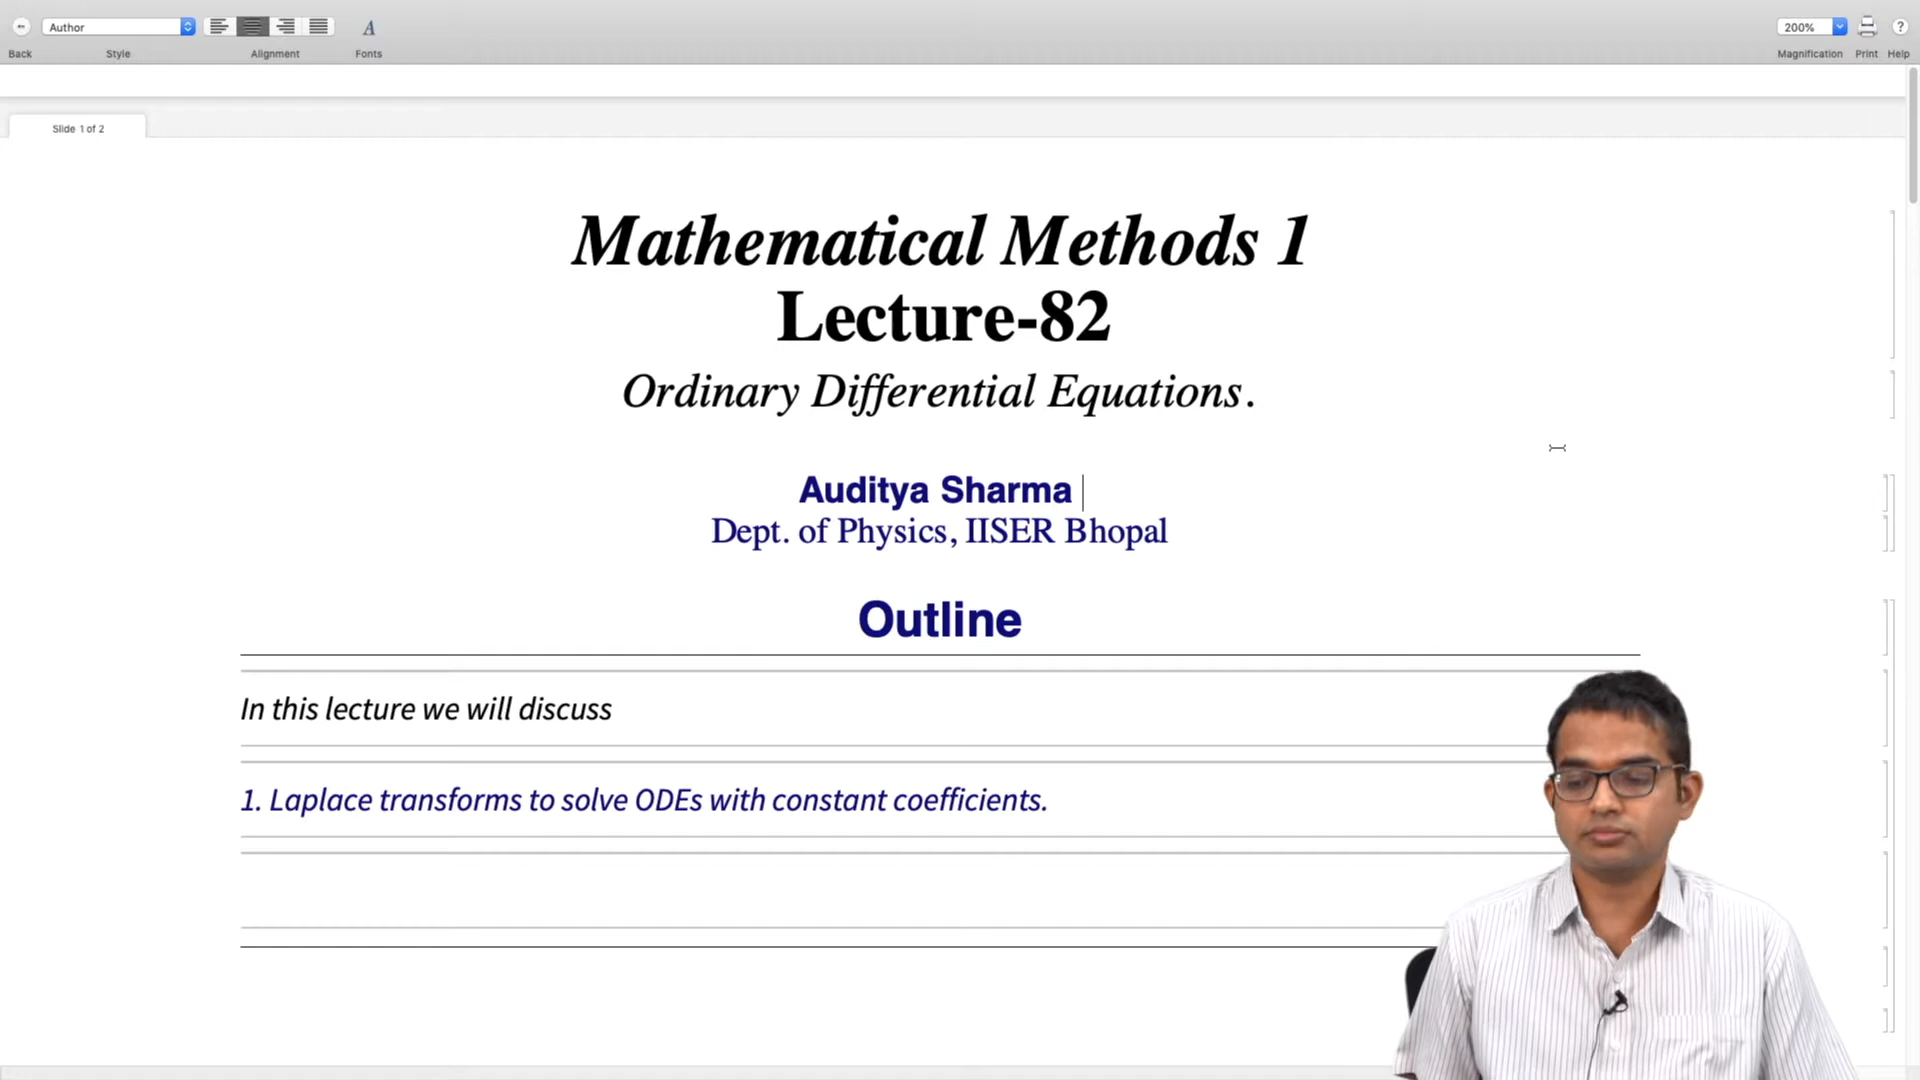 Author
200%
Back
Style
Alignment
Fonts
Magnification
Print
Help
Slide 1 of 2
Mathematical Methods 1
Lecture-82
Ordinary Differential Equations.
Auditya Sharma
Dept. of Physics, IISER Bhopal
Outline
In this lecture we will discuss
1. Laplace transforms to solve ODEs with constant coefficients.